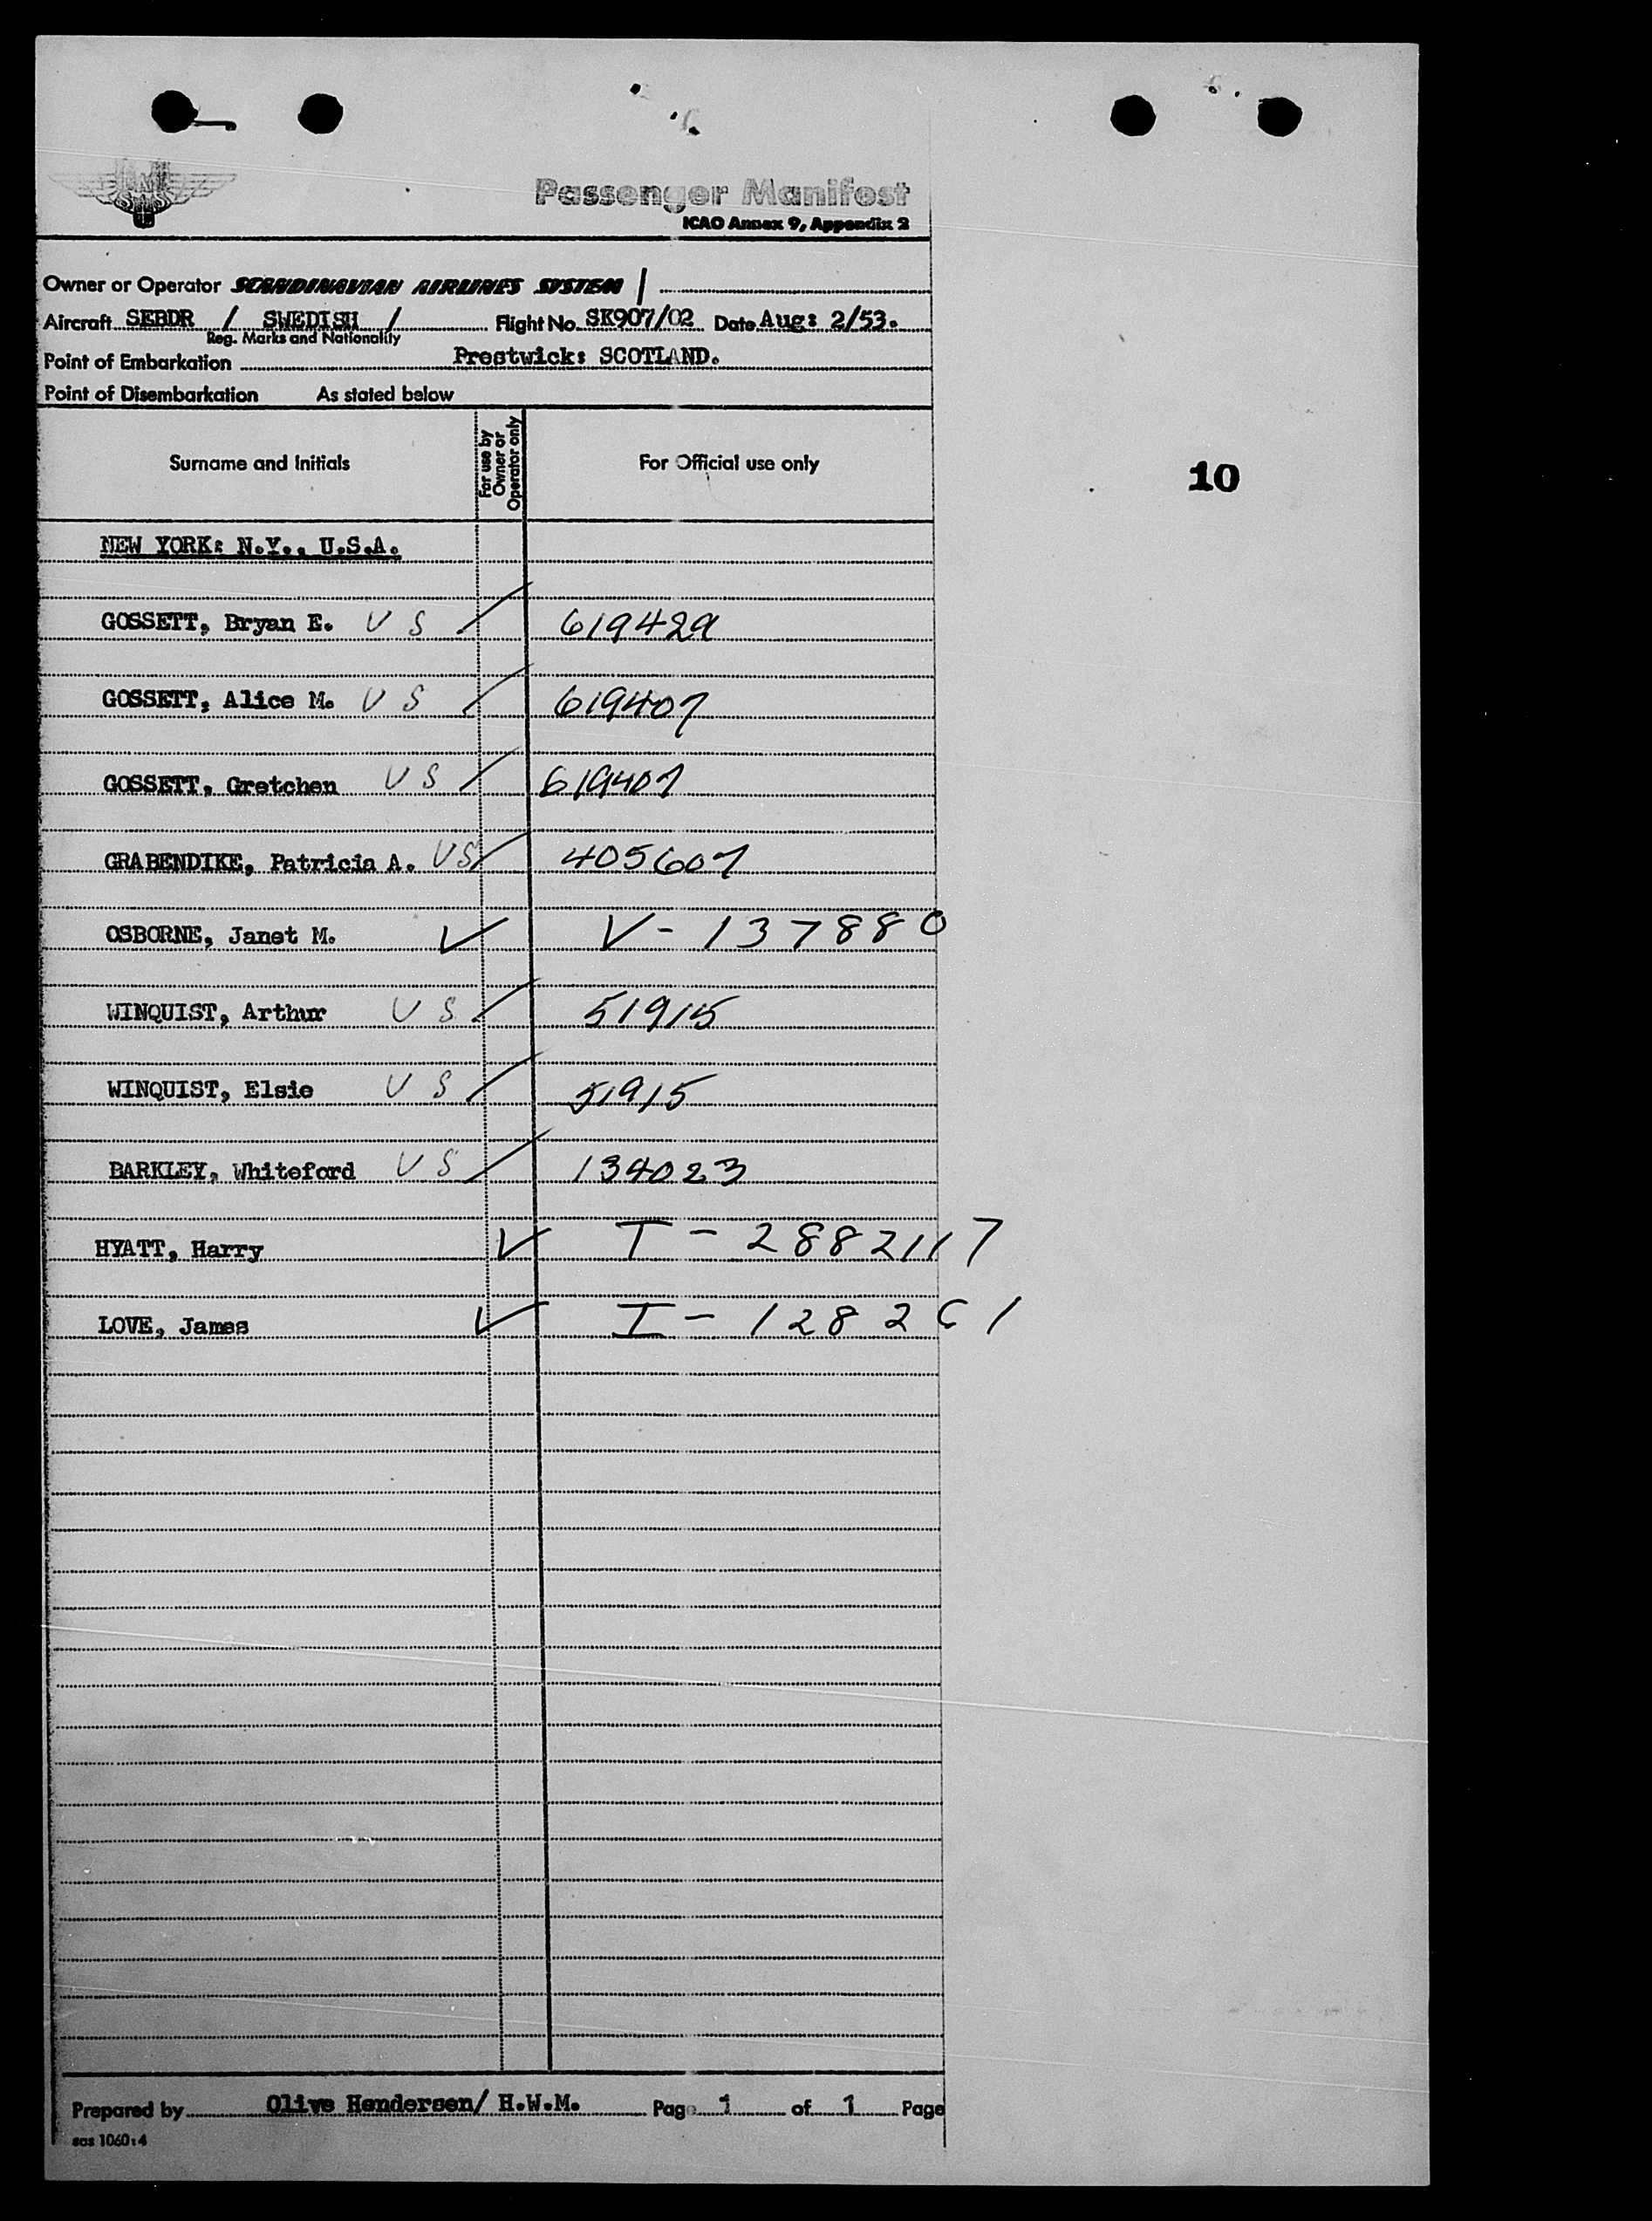 Passenger Manifest
ICAO Annex 9, Appendix 2
Owner or Operator SCANDINAVIAN AIRLINES SYSTEM /
Aircraft SEBDR / SWEDISH / Flight No. SK907/02 Date Aug: 2/53.
Reg. Marks and Nationality
Point of Embarkation Prestwick: SCOTLAND.
Point of Disembarkation As stated below
Surname and Initials For use by Owner or Operator only For Official use only
10
NEW YORK: N.Y., U.S.A.
GOSSETT, Bryan E. US 619429
GOSSETT, Alice M. US 619407
GOSSETT, Gretchen US 619407
GRABENDIKE, Patricia A. US 405607
OSBORNE, Janet M. ✓ V-137880
WINQUIST, Arthur US 51915
WINQUIST, Elsie US 51915
BARKLEY, Whiteford US 134023
HYATT, Harry ✓ T-2882117
LOVE, James ✓ I-128261
Prepared by Olive Henderson/ H.W.M. Page 1 of 1 Page
sas 1060:4